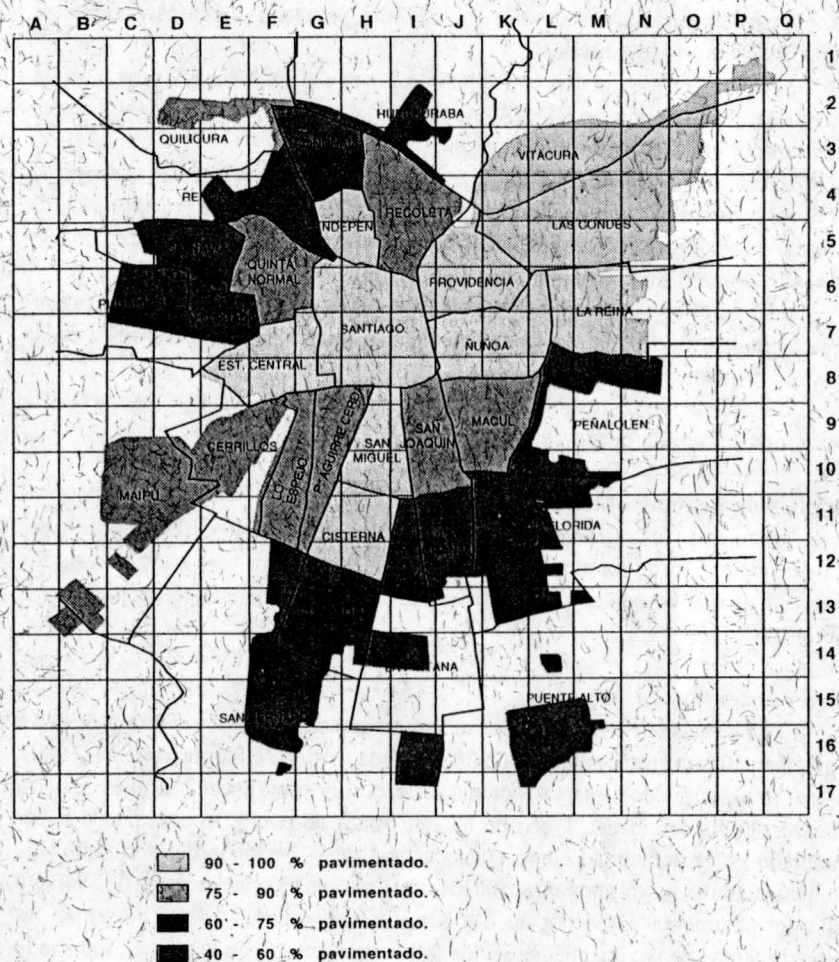 A B C D E F G H I J K L M N O P Q
1
2
HUECHURABA
QUILICURA
3
VITACURA
4
RECOLETA
INDEPEN
LAS CONDES
5
QUINTA
NORMAL
6
PROVIDENCIA
LA REINA
7
SANTIAGO
ÑUÑOA
8
EST. CENTRAL
9
PEÑALOLEN
MACUL
SAN
JOAQUIN
P. AGUIRRE CERDA
CERRILLOS
SAN
MIGUEL
LO
ESPEJO
10
MAIPU
11
FLORIDA
CISTERNA
12
13
14
15
PUENTE ALTO
SAN
16
17
90 - 100 % pavimentado.
75 - 90 % pavimentado.
60 - 75 % pavimentado.
40 - 60 % pavimentado.